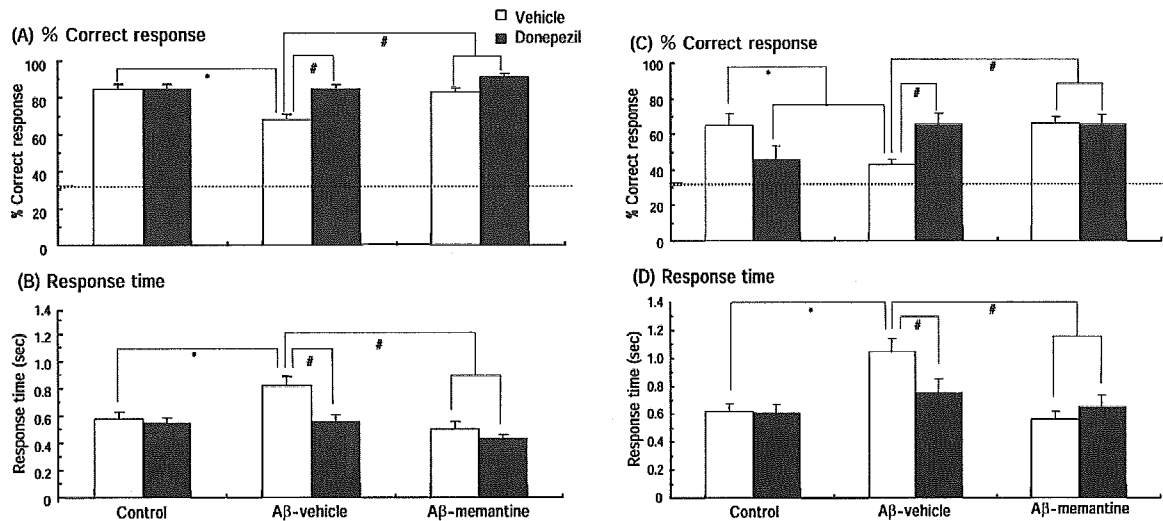 (A) % Correct response
Vehicle
Donepezil
% Correct response
100
80
60
40
20
0
*
#
#
(B) Response time
Response time (sec)
1.4
1.2
1.0
0.8
0.6
0.4
0.2
0.0
*
#
#
Control
Aβ-vehicle
Aβ-memantine
(C) % Correct response
% Correct response
100
80
60
40
20
0
*
#
#
(D) Response time
Response time (sec)
1.4
1.2
1.0
0.8
0.6
0.4
0.2
0
*
#
#
Control
Aβ-vehicle
Aβ-memantine